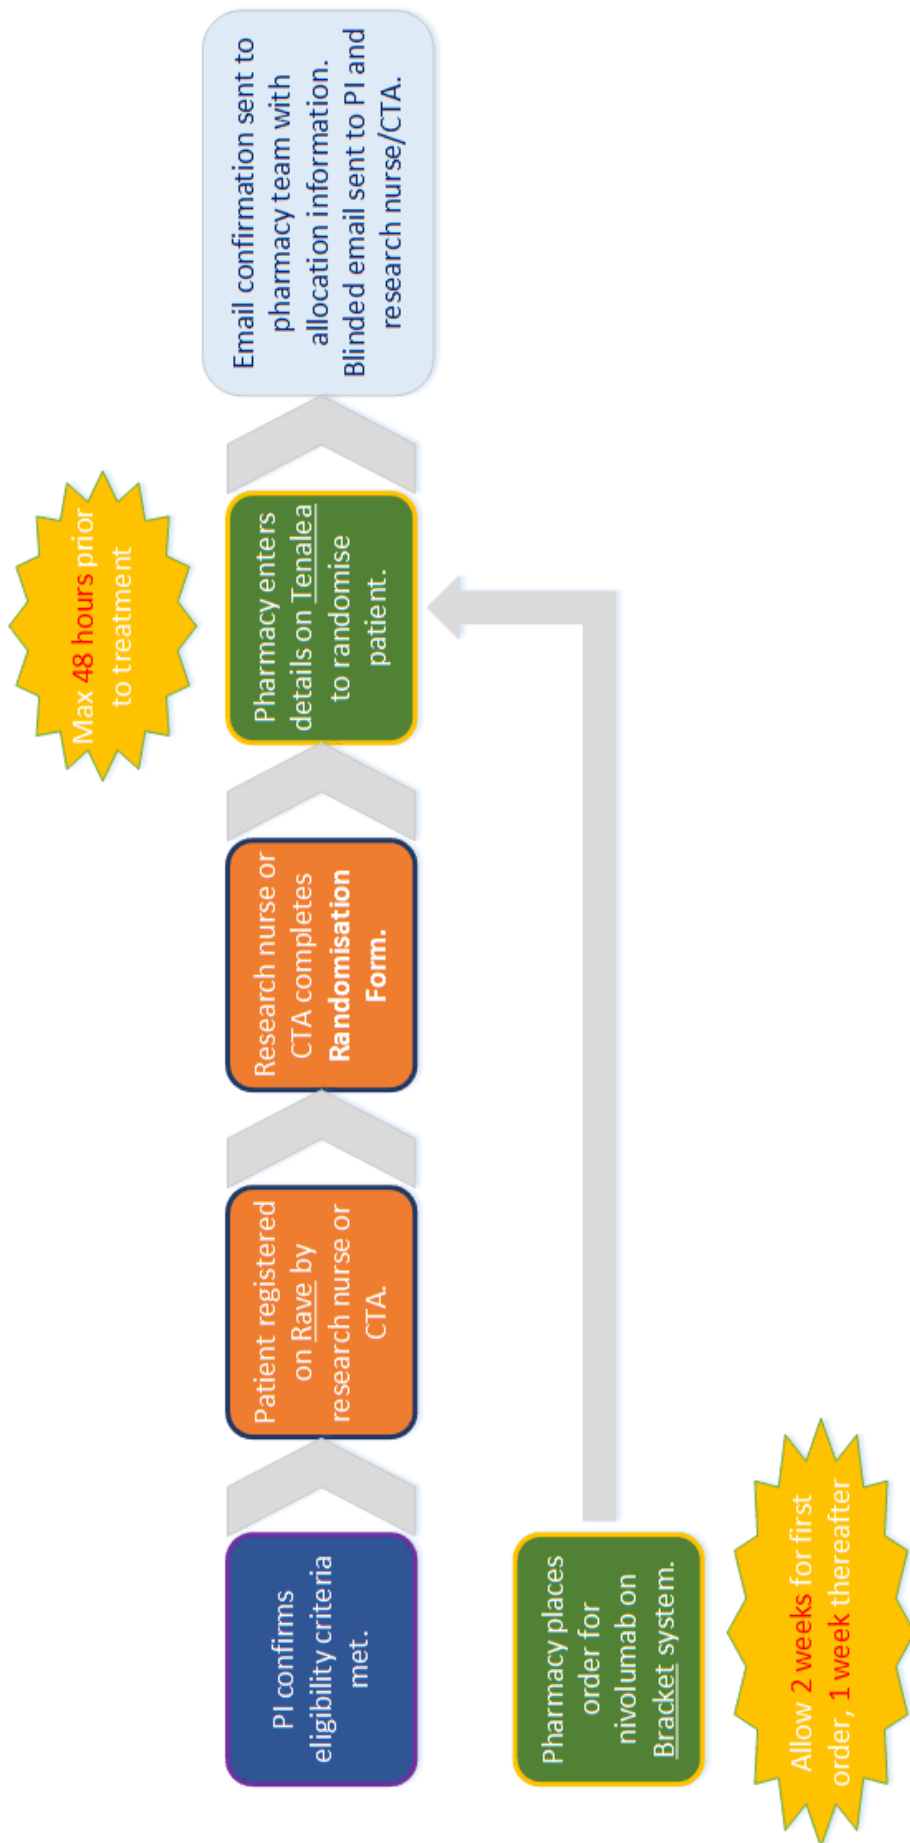 PI confirms
eligibility criteria
met.
Patient registered
on Rave by
research nurse or
CTA.
Research nurse or
CTA completes
Randomisation
Form.
Max 48 hours prior
to treatment
Pharmacy enters
details on Tenalea
to randomise
patient.
Email confirmation sent to
pharmacy team with
allocation information.
Blinded email sent to PI and
research nurse/CTA.
Pharmacy places
order for
nivolumab on
Bracket system.
Allow 2 weeks for first
order, 1 week thereafter